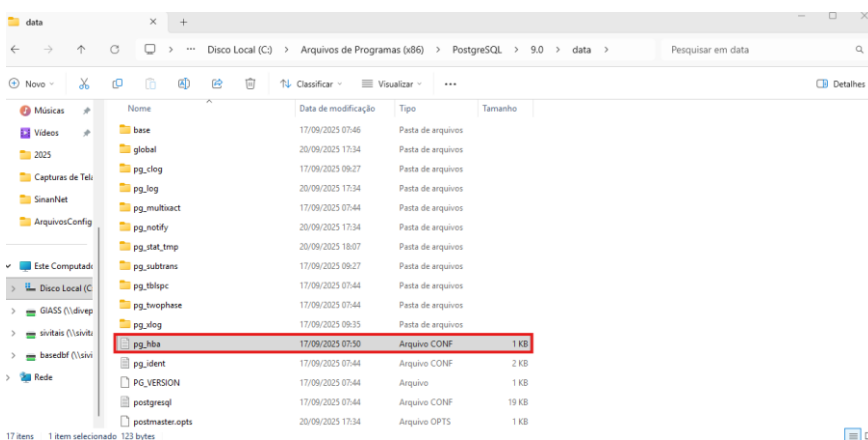 data
Disco Local (C:) > Arquivos de Programas (x86) > PostgreSQL > 9.0 > data >
Pesquisar em data
Novo
Classificar
Visualizar
Detalhes
Nome
Data de modificação
Tipo
Tamanho
Músicas
Vídeos
2025
Capturas de Tela
SinanNet
ArquivosConfig
Este Computado
Disco Local (C
GIASS (\\divep
sivitais (\\sivita
basedbf (\\sivi
Rede
base 17/09/2025 07:46 Pasta de arquivos
global 20/09/2025 17:34 Pasta de arquivos
pg_clog 17/09/2025 09:27 Pasta de arquivos
pg_log 20/09/2025 17:34 Pasta de arquivos
pg_multixact 17/09/2025 07:44 Pasta de arquivos
pg_notify 20/09/2025 17:34 Pasta de arquivos
pg_stat_tmp 20/09/2025 18:07 Pasta de arquivos
pg_subtrans 17/09/2025 09:27 Pasta de arquivos
pg_tblspc 17/09/2025 07:44 Pasta de arquivos
pg_twophase 17/09/2025 07:44 Pasta de arquivos
pg_xlog 17/09/2025 09:35 Pasta de arquivos
pg_hba 17/09/2025 07:50 Arquivo CONF 1 KB
pg_ident 17/09/2025 07:44 Arquivo CONF 2 KB
PG_VERSION 17/09/2025 07:44 Arquivo 1 KB
postgresql 17/09/2025 07:44 Arquivo CONF 19 KB
postmaster.opts 20/09/2025 17:34 Arquivo OPTS 1 KB
17 itens 1 item selecionado 123 bytes